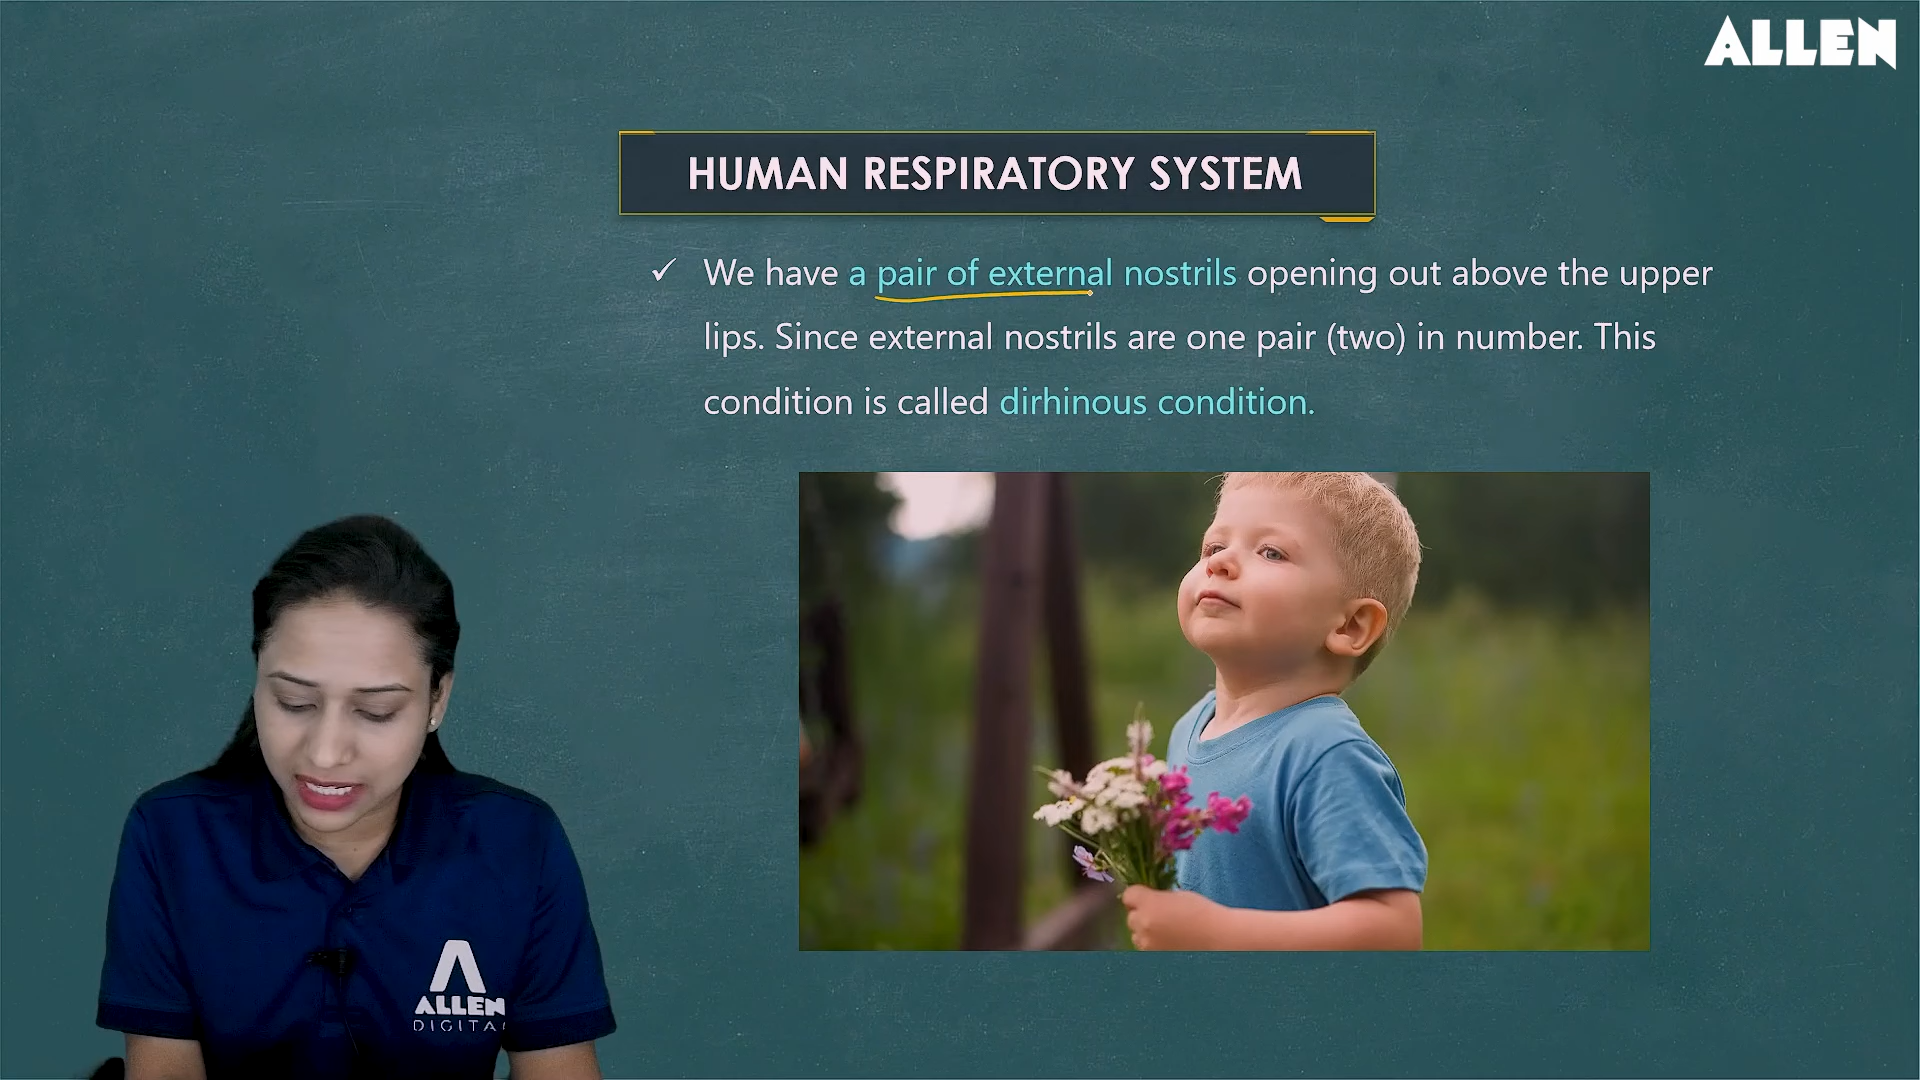 ALLEN
HUMAN RESPIRATORY SYSTEM
✓ We have a pair of external nostrils opening out above the upper
lips. Since external nostrils are one pair (two) in number. This
condition is called dirhinous condition.
ALLEN
DIGITA